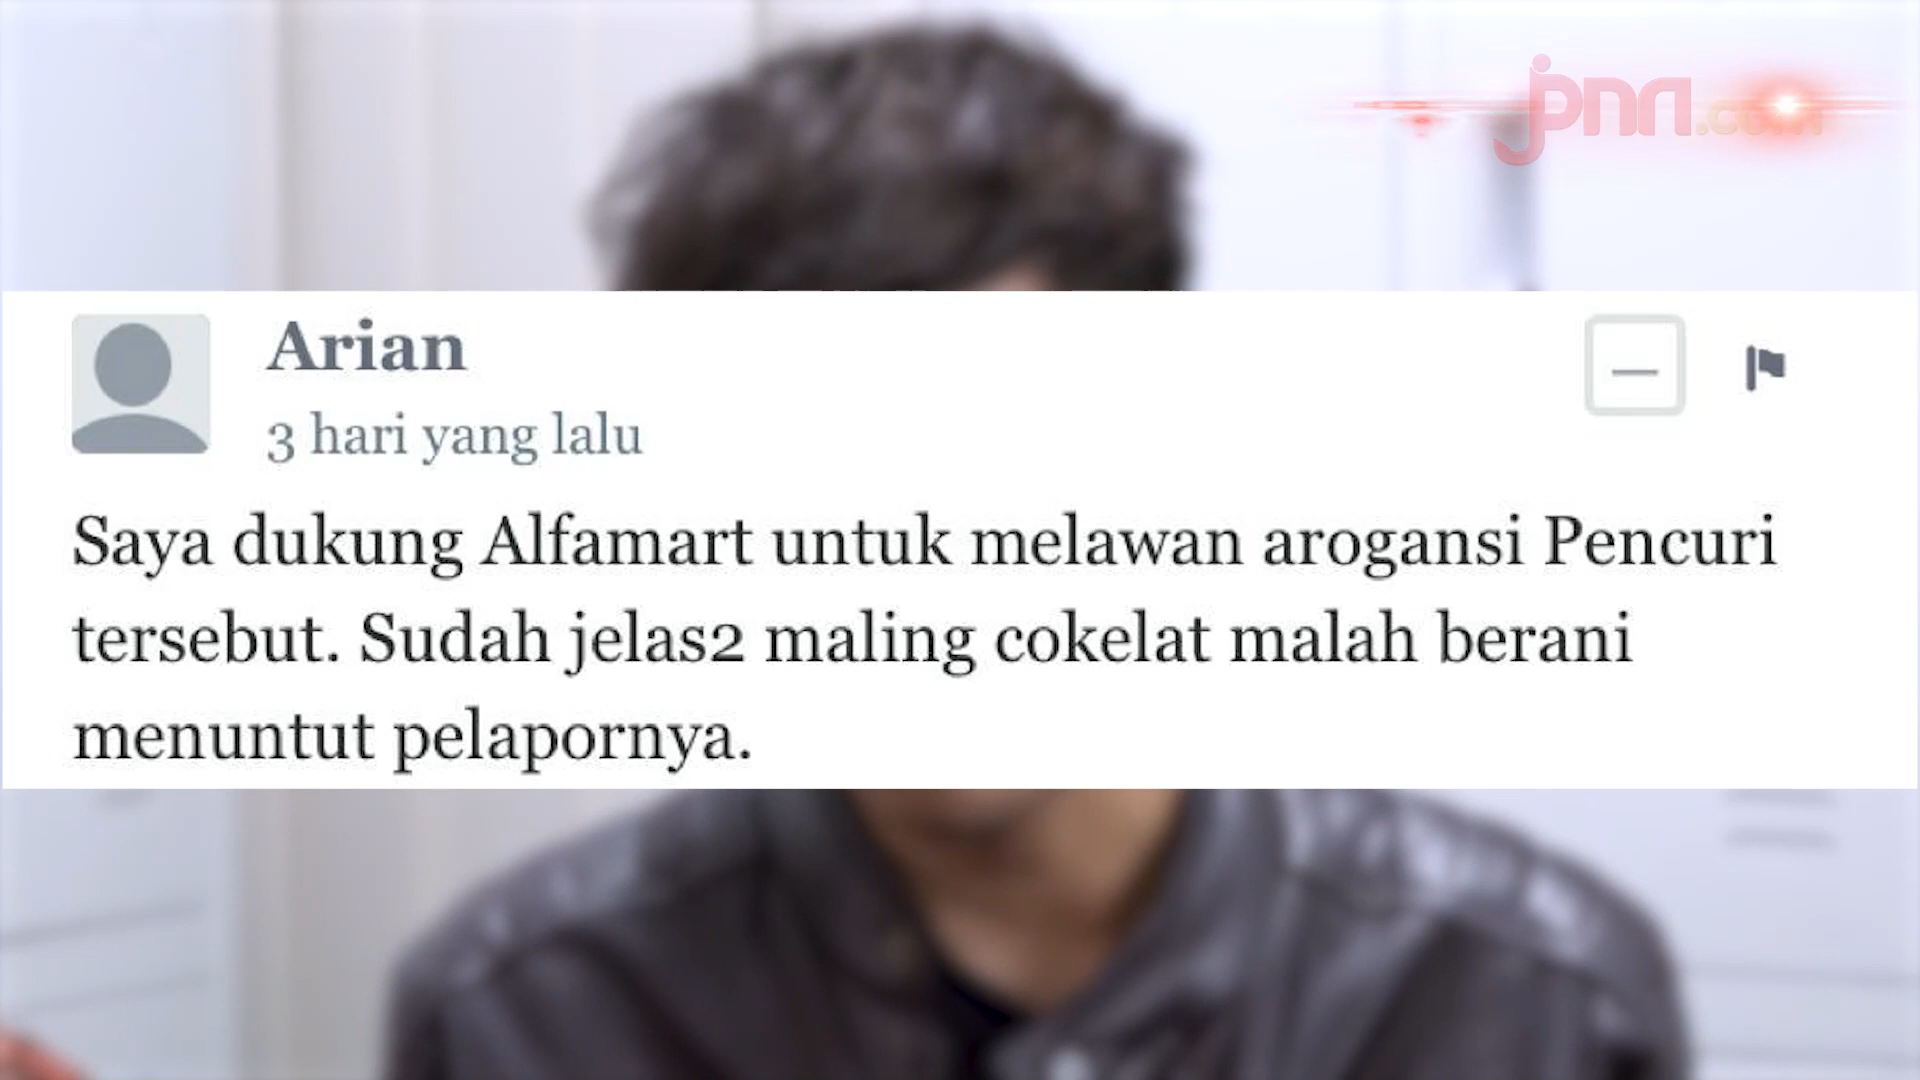 jpnn.com
Arian
3 hari yang lalu
Saya dukung Alfamart untuk melawan arogansi Pencuri
tersebut. Sudah jelas2 maling cokelat malah berani
menuntut pelapornya.